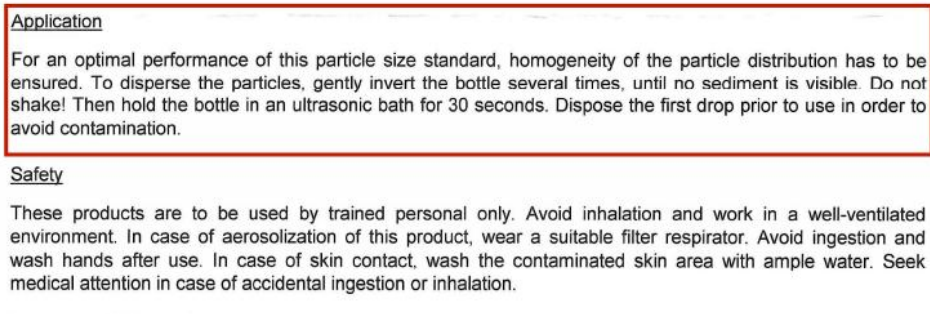 Application
For an optimal performance of this particle size standard, homogeneity of the particle distribution has to be
ensured. To disperse the particles, gently invert the bottle several times, until no sediment is visible. Do not
shake! Then hold the bottle in an ultrasonic bath for 30 seconds. Dispose the first drop prior to use in order to
avoid contamination.
Safety
These products are to be used by trained personal only. Avoid inhalation and work in a well-ventilated
environment. In case of aerosolization of this product, wear a suitable filter respirator. Avoid ingestion and
wash hands after use. In case of skin contact, wash the contaminated skin area with ample water. Seek
medical attention in case of accidental ingestion or inhalation.